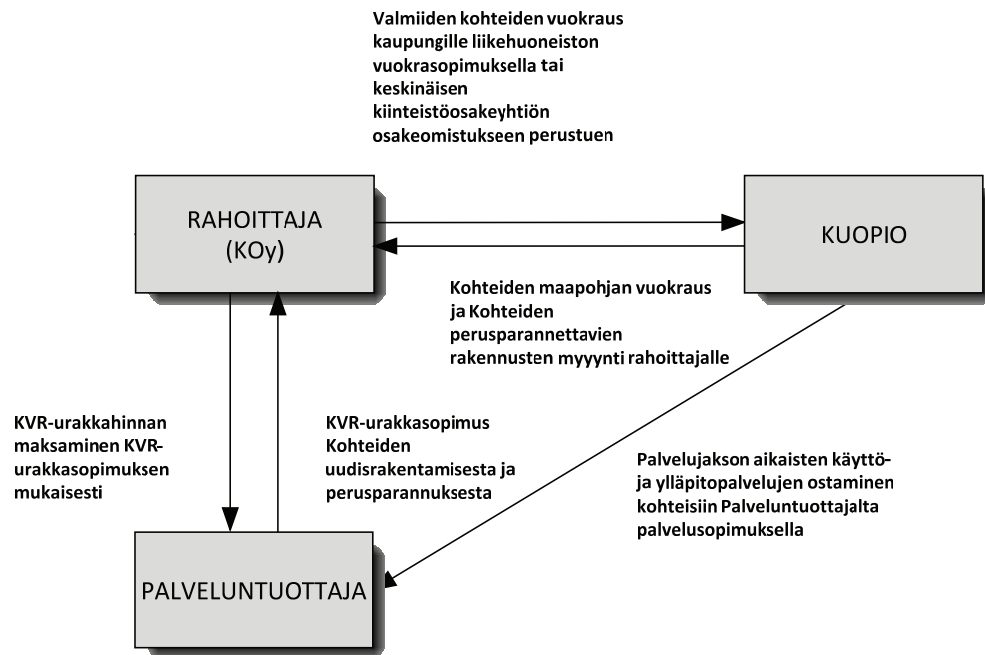 Valmiiden kohteiden vuokraus
kaupungille liikehuoneiston
vuokrasopimuksella tai
keskinäisen
kiinteistöosakeyhtiön
osakeomistukseen perustuen
RAHOITTAJA
(KOy)
KUOPIO
Kohteiden maapohjan vuokraus
ja Kohteiden
perusparannettavien
rakennusten myyynti rahoittajalle
KVR-urakkahinnan
maksaminen KVR-
urakkasopimuksen
mukaisesti
KVR-urakkasopimus
Kohteiden
uudisrakentamisesta ja
perusparannuksesta
Palvelujakson aikaisten käyttö-
ja ylläpitopalvelujen ostaminen
kohteisiin Palveluntuottajalta
palvelusopimuksella
PALVELUNTUOTTAJA